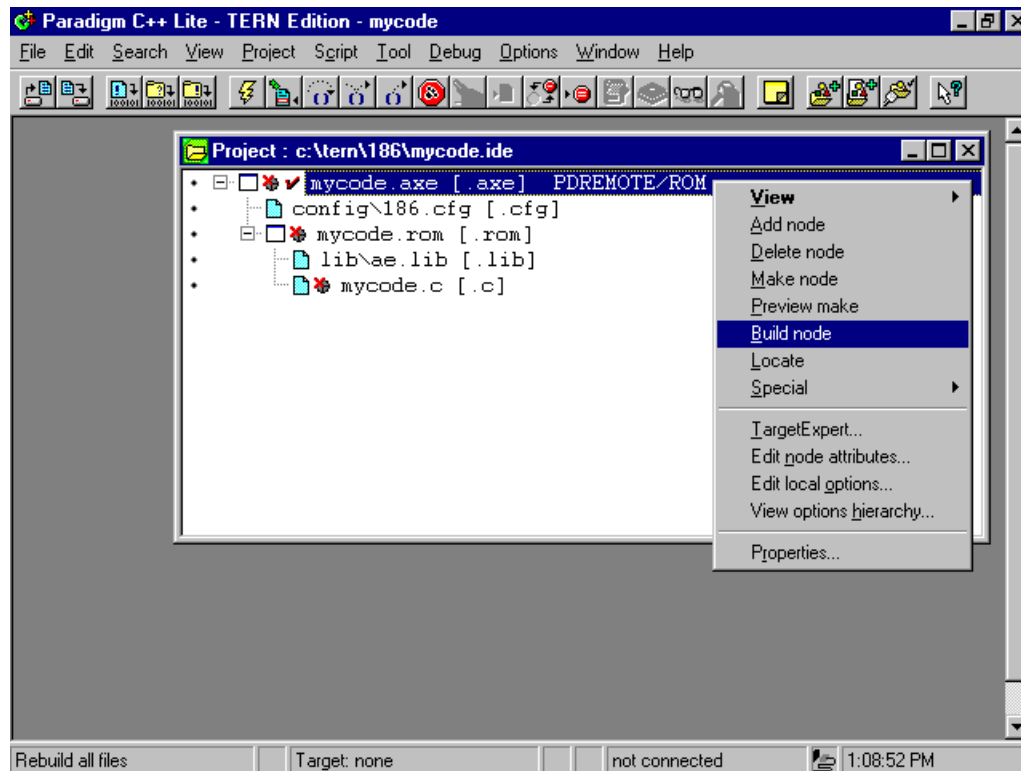 Paradigm C++ Lite - TERN Edition - mycode
File Edit Search View Project Script Tool Debug Options Window Help
Project : c:\tern\186\mycode.ide
mycode.axe [.axe] PDREMOTE/ROM
config\186.cfg [.cfg]
mycode.rom [.rom]
lib\ae.lib [.lib]
mycode.c [.c]
View
Add node
Delete node
Make node
Preview make
Build node
Locate
Special
TargetExpert...
Edit node attributes...
Edit local options...
View options hierarchy...
Properties...
Rebuild all files Target: none not connected 1:08:52 PM